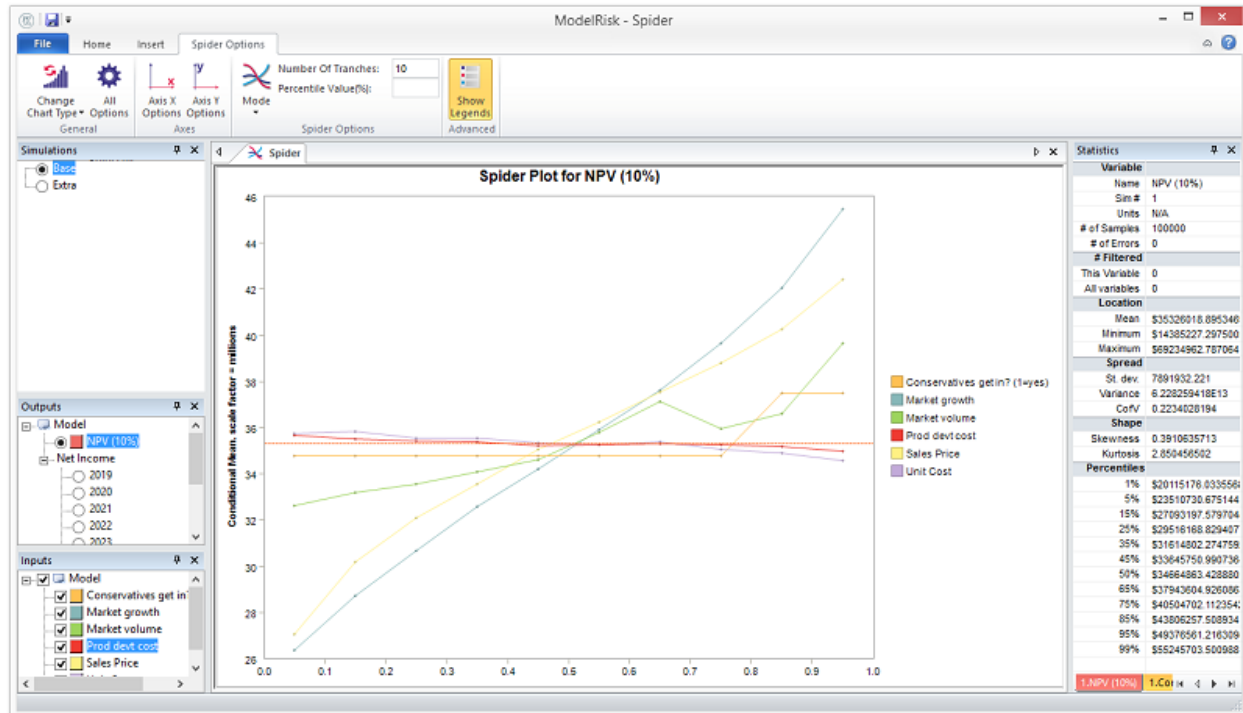 ModelRisk - Spider
File Home Insert Spider Options
Change Chart Type
All Options
General
Axis X Options
Axis Y Options
Axes
Mode
Number Of Tranches: 10
Percentile Value(%):
Spider Options
Show Legends
Advanced
Simulations
Base
Extra
Outputs
Model
NPV (10%)
Net Income
2019
2020
2021
2022
2023
Inputs
Model
Conservatives get in?
Market growth
Market volume
Prod devt cost
Sales Price
Spider
Spider Plot for NPV (10%)
Conditional Mean. scale factor = millions
46
44
42
40
38
36
34
32
30
28
26
0.0 0.1 0.2 0.3 0.4 0.5 0.6 0.7 0.8 0.9 1.0
Conservatives get in? (1=yes)
Market growth
Market volume
Prod devt cost
Sales Price
Unit Cost
Statistics
Variable
Name NPV (10%)
Sim # 1
Units N/A
# of Samples 100000
# of Errors 0
# Filtered
This Variable 0
All variables 0
Location
Mean $35326018.895346
Minimum $14385227.297500
Maximum $69234962.787064
Spread
St. dev. 7891932.221
Variance 6.228259418E13
CofV 0.2234028194
Shape
Skewness 0.3910635713
Kurtosis 2.850456502
Percentiles
1% $20115176.033556
5% $23510730.675144
15% $27093197.579704
25% $29516168.829407
35% $31614802.274759
45% $33645750.990736
50% $34664863.428880
65% $37943604.926086
75% $40504702.112354
85% $43806257.508934
95% $49376561.216309
99% $55245703.500988
1.NPV (10%) 1.Co